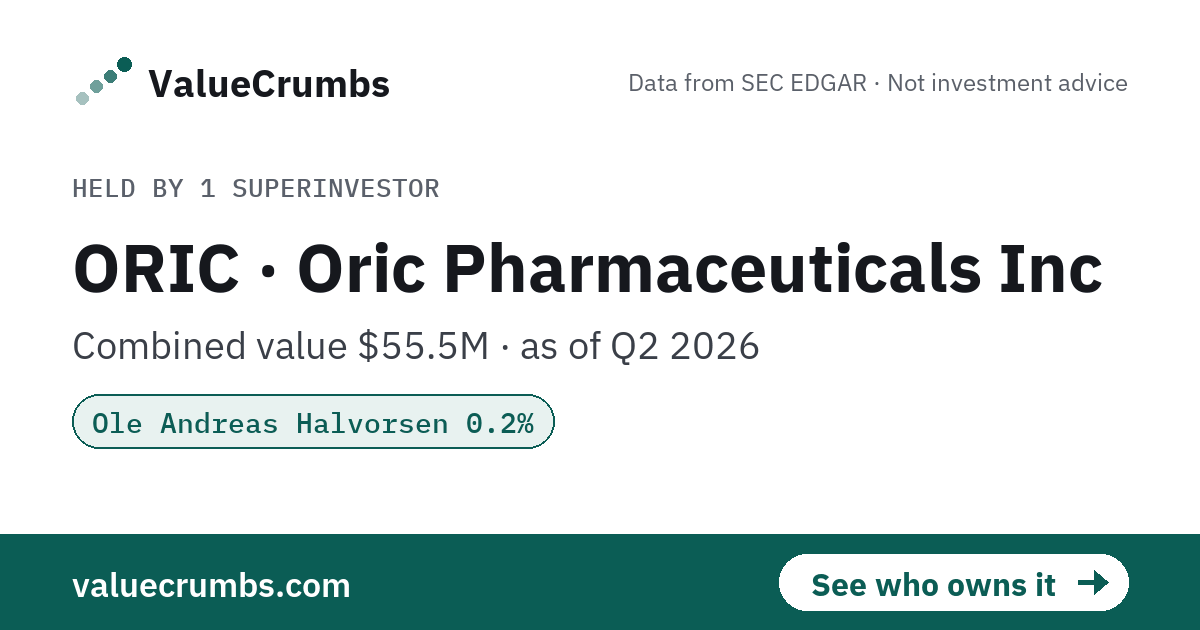 ValueCrumbs
Data from SEC EDGAR · Not investment advice
HELD BY 1 SUPERINVESTOR
ORIC · Oric Pharmaceuticals Inc
Combined value $55.5M · as of Q2 2026
Ole Andreas Halvorsen 0.2%
valuecrumbs.com
See who owns it →